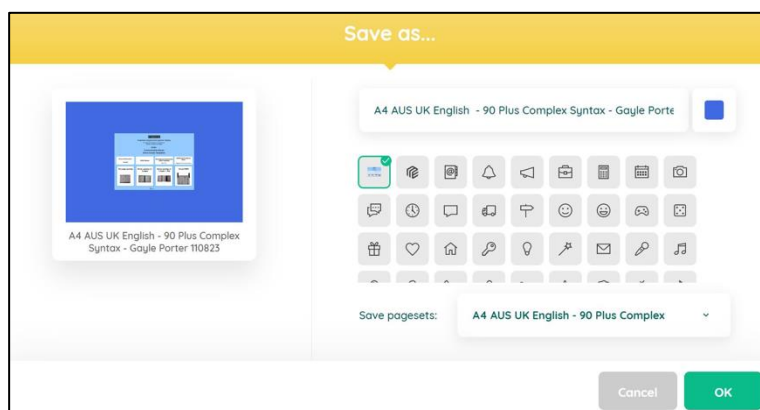 Save as...
A4 AUS UK English - 90 Plus Complex Syntax - Gayle Porte
A4 AUS UK English - 90 Plus Complex
Syntax - Gayle Porter 110823
Save pagesets:
A4 AUS UK English - 90 Plus Complex
Cancel
OK